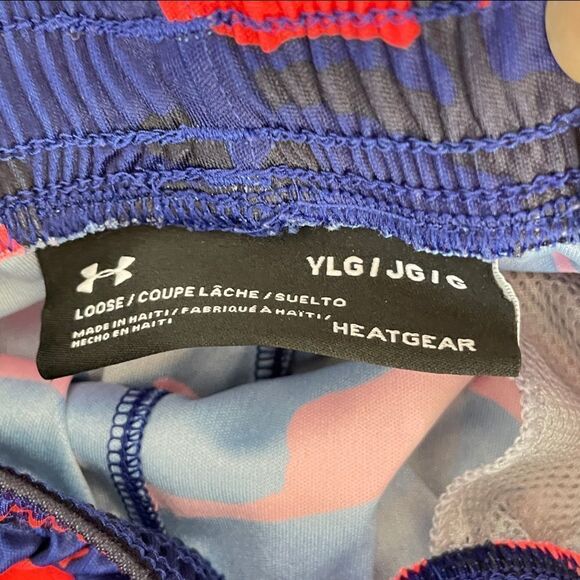 YLG / JG / G
LOOSE / COUPE LÂCHE / SUELTO
MADE IN HAITI / FABRIQUÉ À HAÏTI /
HECHO EN HAITI
HEATGEAR